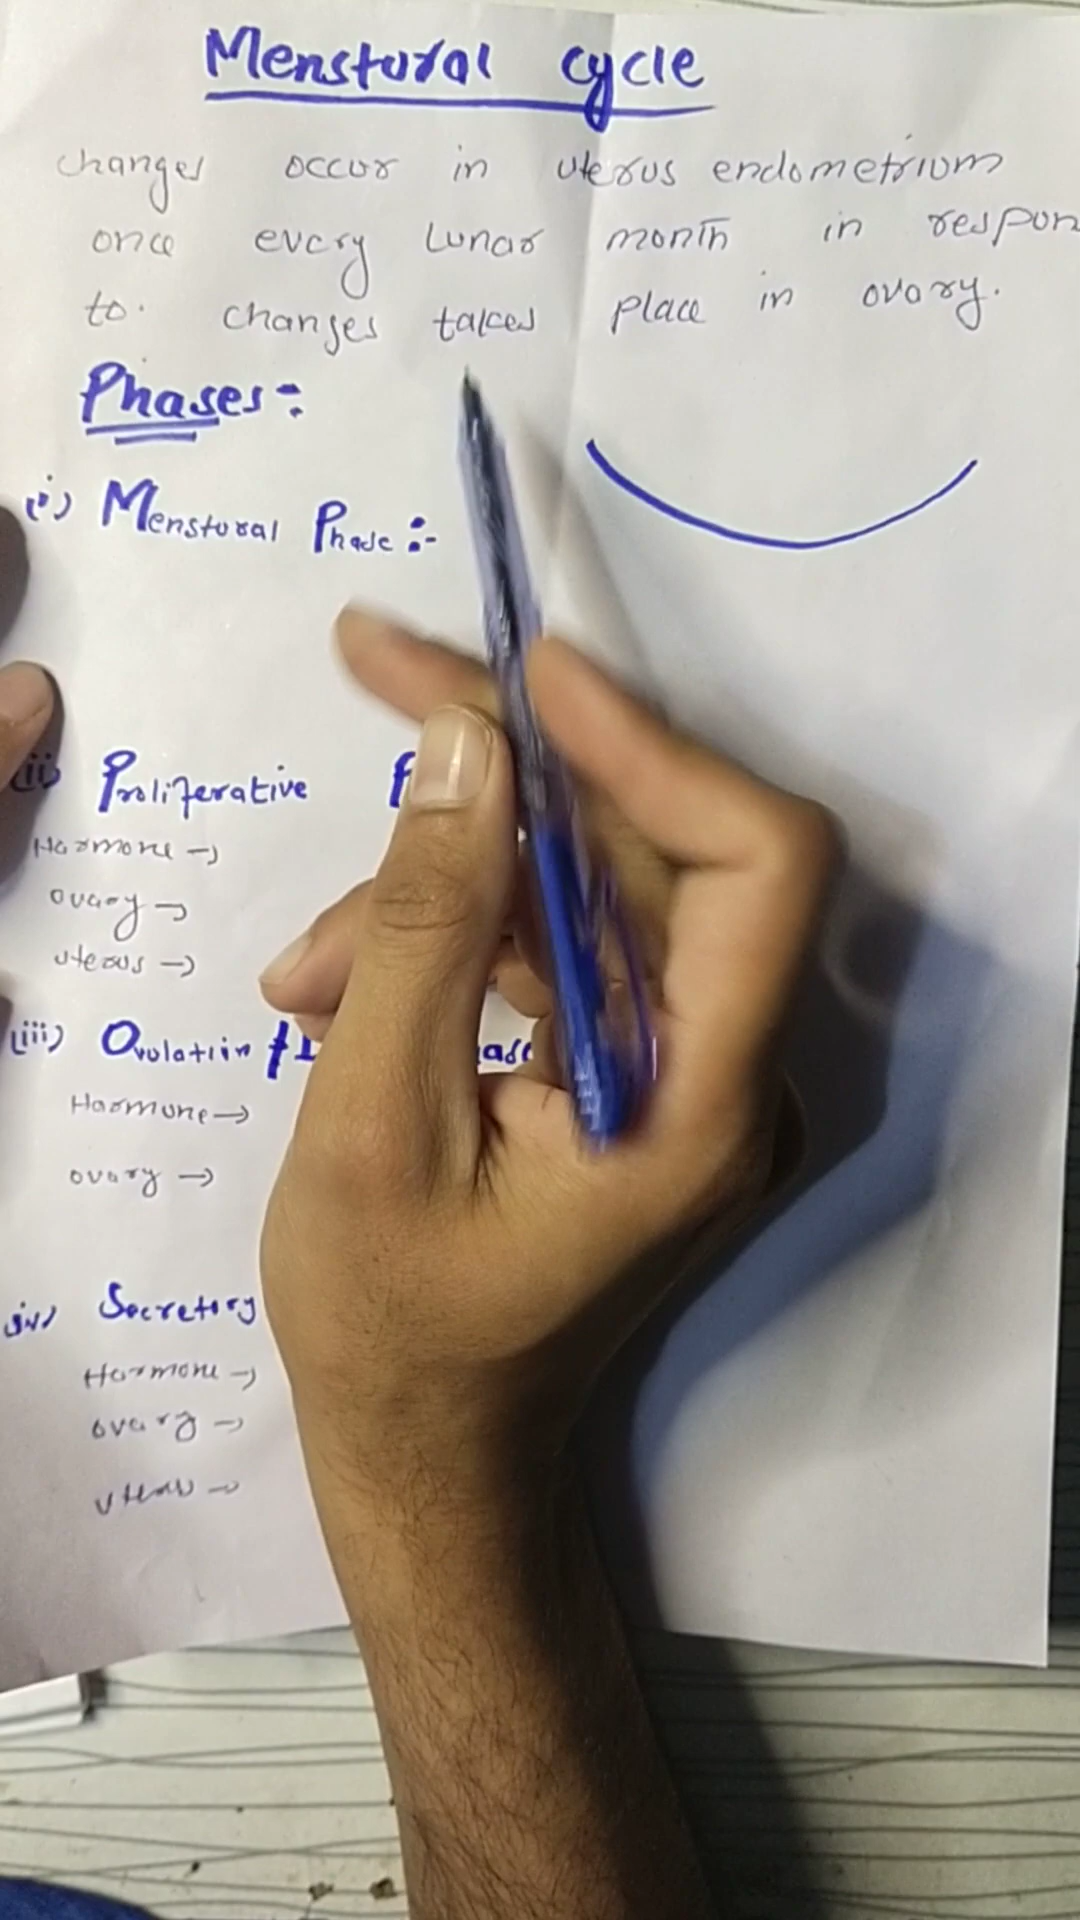 Menstural cycle
changes occur in uterus endometrium
once every Lunar month in respon
to. changes takes place in ovary.
Phases:-
(i) Menstural Phase :-
(ii) Proliferative
Hormone →
ovary →
uterus →
(iii) Ovulation
Hormone →
ovary →
(iv) Secretory
Hormone →
ovary →
uterus →